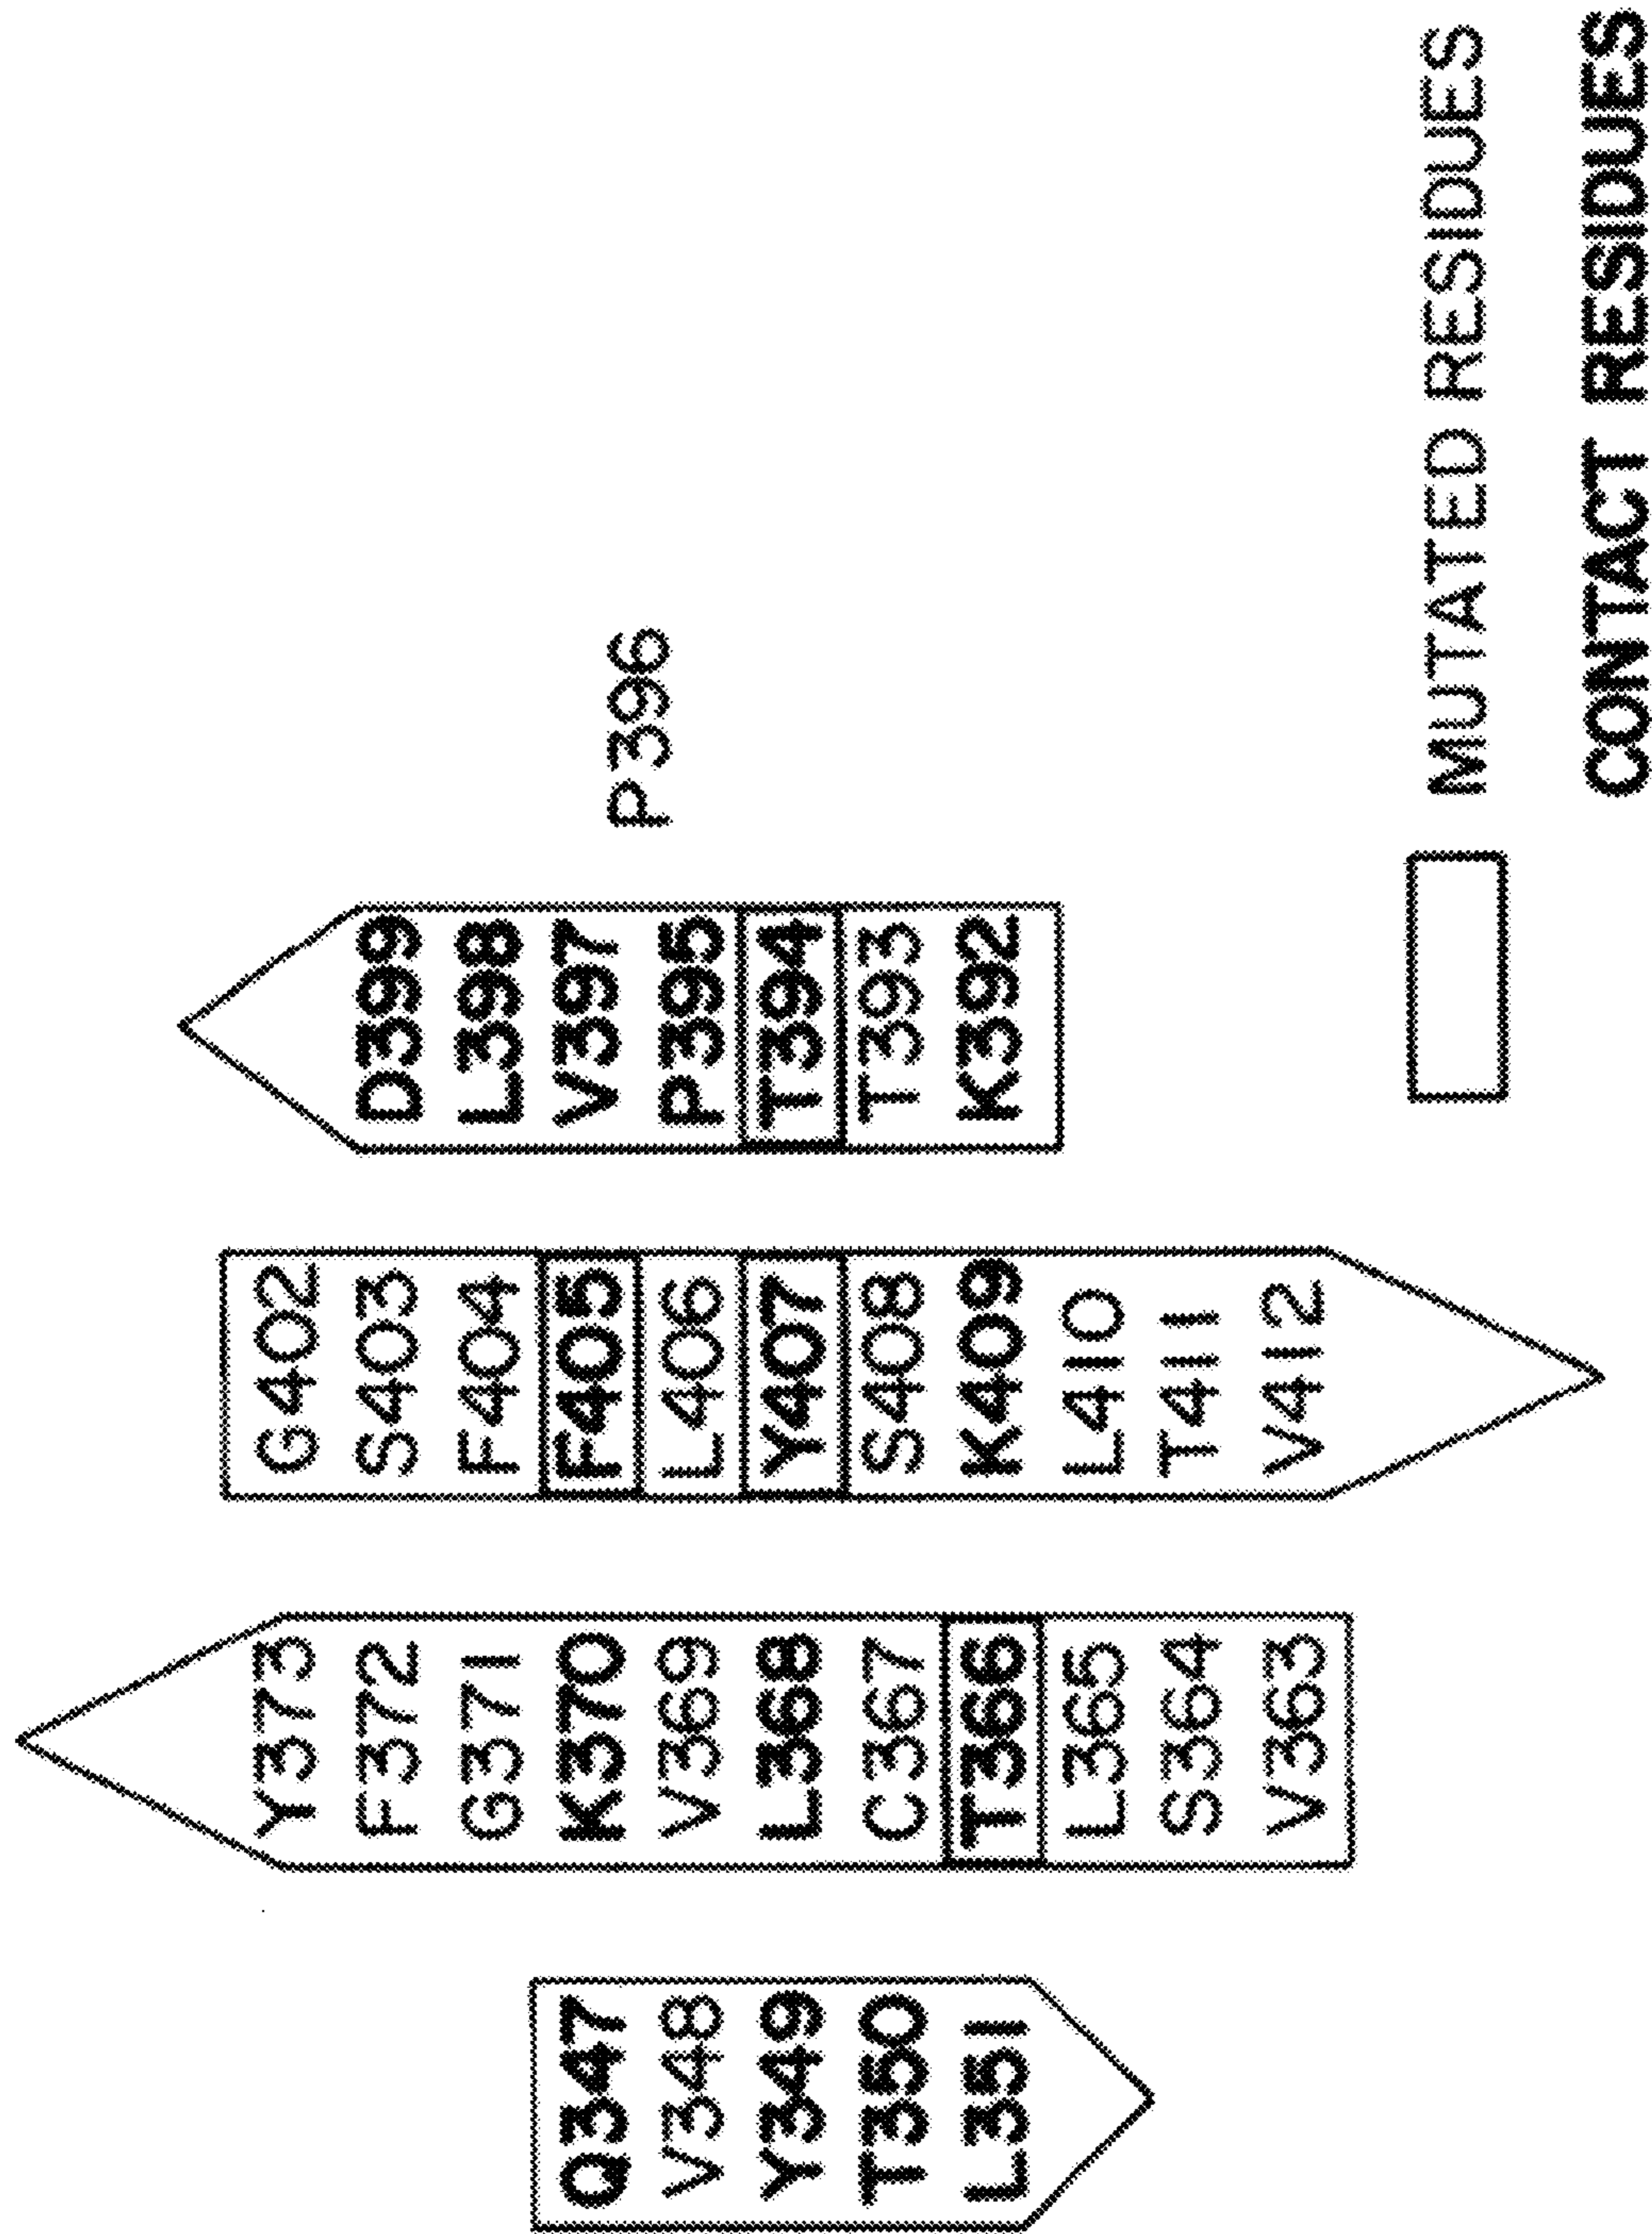 Q347
V348
Y349
T350
L351
Y373
F372
G371
K370
V369
L368
C367
T366
L365
S364
V363
G402
S403
F404
F405
L406
Y407
S408
K409
L410
T411
V412
D399
L398
V397
P395
T394
T393
K392
P396
MUTATED RESIDUES
CONTACT RESIDUES